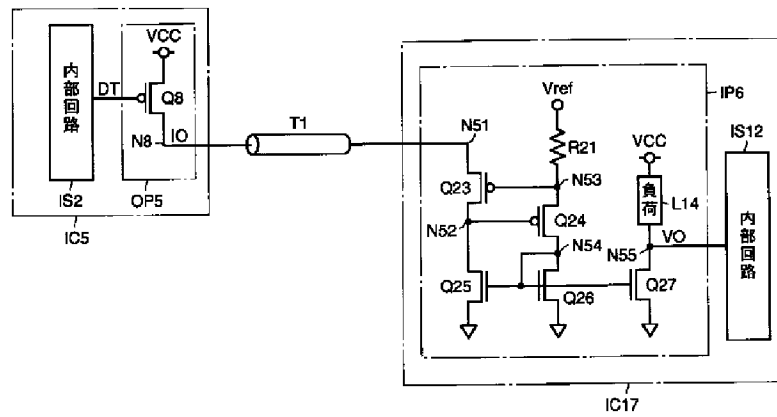 内部回路
DT
VCC
Q8
N8
IO
IS2
OP5
IC5
T1
N51
Vref
R21
N53
Q23
Q24
N52
N54
Q25
Q26
VCC
負荷
L14
VO
N55
Q27
IP6
IS12
内部回路
IC17